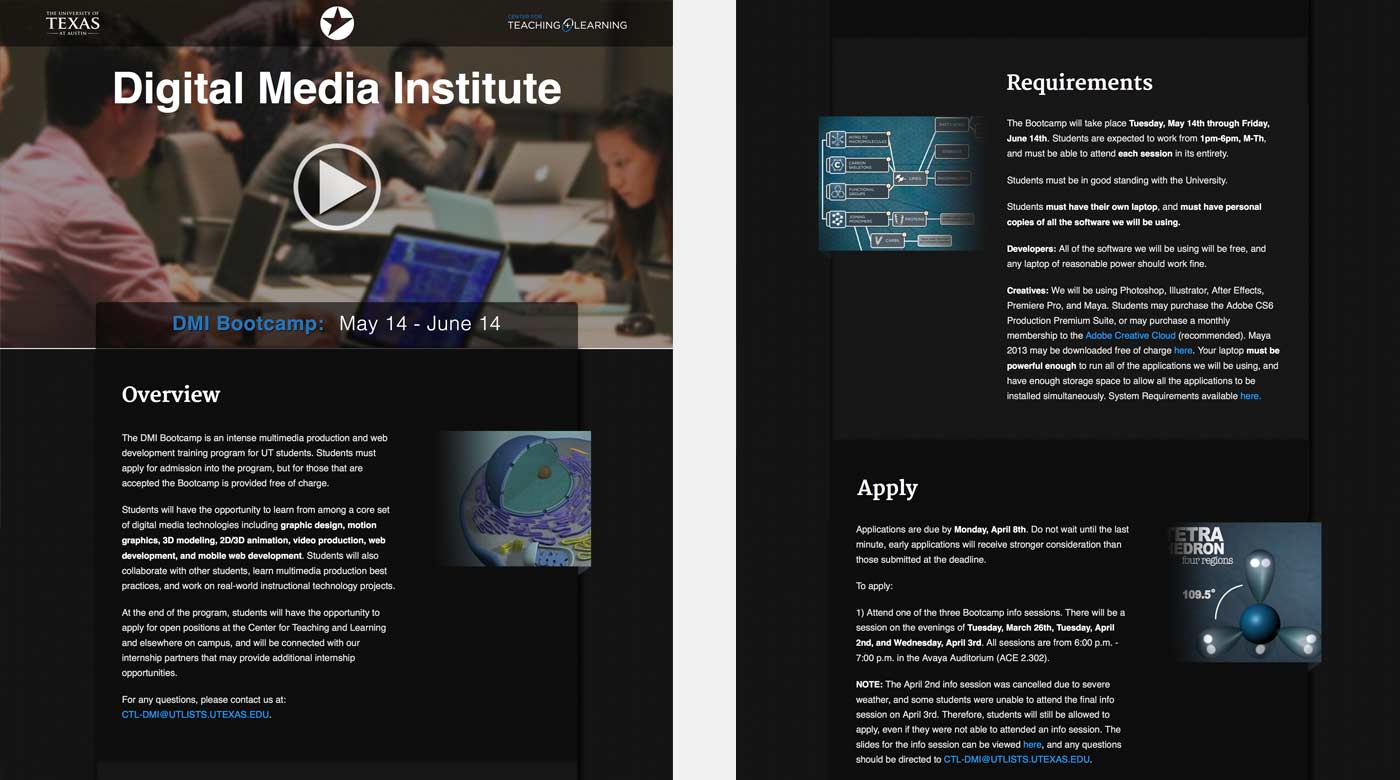 THE UNIVERSITY OF
TEXAS
AT AUSTIN
CENTER FOR
TEACHING & LEARNING
Digital Media Institute
DMI Bootcamp: May 14 - June 14
Overview
The DMI Bootcamp is an intense multimedia production and web
development training program for UT students. Students must
apply for admission into the program, but for those that are
accepted the Bootcamp is provided free of charge.
Students will have the opportunity to learn from among a core set
of digital media technologies including graphic design, motion
graphics, 3D modeling, 2D/3D animation, video production, web
development, and mobile web development. Students will also
collaborate with other students, learn multimedia production best
practices, and work on real-world instructional technology projects.
At the end of the program, students will have the opportunity to
apply for open positions at the Center for Teaching and Learning
and elsewhere on campus, and will be connected with our
internship partners that may provide additional internship
opportunities.
For any questions, please contact us at:
CTL-DMI@UTLISTS.UTEXAS.EDU.
Requirements
INTRO TO
MACROMOLECULES
CARBON
SKELETONS
FUNCTIONAL
GROUPS
JOINING
MONOMERS
LIPIDS
PROTEINS
CARBS
The Bootcamp will take place Tuesday, May 14th through Friday,
June 14th. Students are expected to work from 1pm-6pm, M-Th,
and must be able to attend each session in its entirety.
Students must be in good standing with the University.
Students must have their own laptop, and must have personal
copies of all the software we will be using.
Developers: All of the software we will be using will be free, and
any laptop of reasonable power should work fine.
Creatives: We will be using Photoshop, Illustrator, After Effects,
Premiere Pro, and Maya. Students may purchase the Adobe CS6
Production Premium Suite, or may purchase a monthly
membership to the Adobe Creative Cloud (recommended). Maya
2013 may be downloaded free of charge here. Your laptop must be
powerful enough to run all of the applications we will be using, and
have enough storage space to allow all the applications to be
installed simultaneously. System Requirements available here.
Apply
Applications are due by Monday, April 8th. Do not wait until the last
minute, early applications will receive stronger consideration than
those submitted at the deadline.
To apply:
1) Attend one of the three Bootcamp info sessions. There will be a
session on the evenings of Tuesday, March 26th, Tuesday, April
2nd, and Wednesday, April 3rd. All sessions are from 6:00 p.m. -
7:00 p.m. in the Avaya Auditorium (ACE 2.302).
NOTE: The April 2nd info session was cancelled due to severe
weather, and some students were unable to attend the final info
session on April 3rd. Therefore, students will still be allowed to
apply, even if they were not able to attended an info session. The
slides for the info session can be viewed here, and any questions
should be directed to CTL-DMI@UTLISTS.UTEXAS.EDU.
TETRA
HEDRON
four regions
109.5°